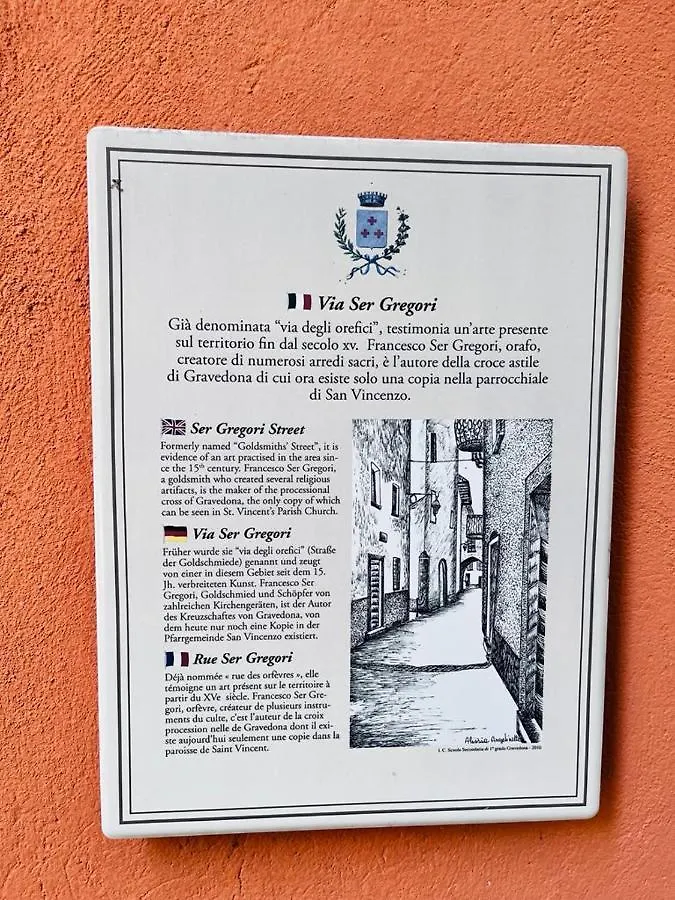 Via Ser Gregori
Già denominata "via degli orefici", testimonia un'arte presente
sul territorio fin dal secolo xv. Francesco Ser Gregori, orafo,
creatore di numerosi arredi sacri, è l'autore della croce astile
di Gravedona di cui ora esiste solo una copia nella parrocchiale
di San Vincenzo.
Ser Gregori Street
Formerly named "Goldsmiths' Street", it is
evidence of an art practised in the area sin-
ce the 15th century. Francesco Ser Gregori,
a goldsmith who created several religious
artifacts, is the maker of the processional
cross of Gravedona, the only copy of which
can be seen in St. Vincent's Parish Church.
Via Ser Gregori
Früher wurde sie "via degli orefici" (Straße
der Goldschmiede) genannt und zeugt
von einer in diesem Gebiet seit dem 15.
Jh. verbreiteten Kunst. Francesco Ser
Gregori, Goldschmied und Schöpfer von
zahlreichen Kirchengeräten, ist der Autor
des Kreuzschaftes von Gravedona, von
dem heute nur noch eine Kopie in der
Pfarrgemeinde San Vincenzo existiert.
Rue Ser Gregori
Déjà nommée « rue des orfèvres », elle
témoigne un art présent sur le territoire à
partir du XVe siècle. Francesco Ser Gre-
gori, orfèvre, créateur de plusieurs instru-
ments du culte, c'est l'auteur de la croix
procession nelle de Gravedona dont il exi-
ste aujourd'hui seulement une copie dans la
paroisse de Saint Vincent.
I. C. Scuola Secondaria di 1° grado Gravedona - 2010